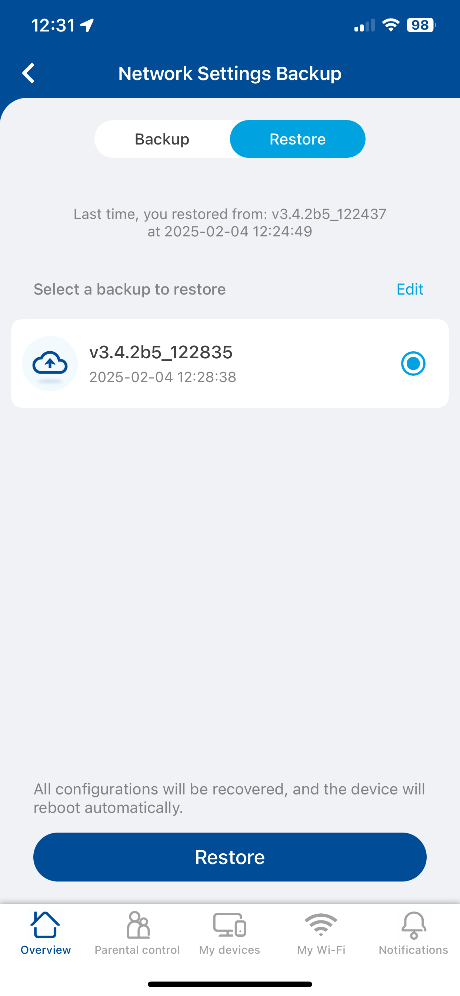 12:31
98
Network Settings Backup
Backup
Restore
Last time, you restored from: v3.4.2b5_122437
at 2025-02-04 12:24:49
Select a backup to restore
Edit
v3.4.2b5_122835
2025-02-04 12:28:38
All configurations will be recovered, and the device will
reboot automatically.
Restore
Overview
Parental control
My devices
My Wi-Fi
Notifications